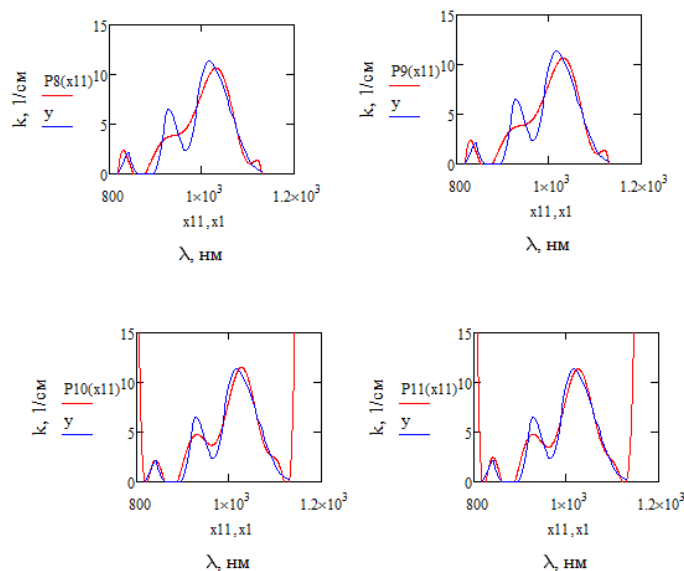 15
P8(x11)
10
y
5
0
k, 1/см
800
1×10³
1.2×10³
x11,x1
λ, нм
15
P9(x11)
10
y
5
0
k, 1/см
800
1×10³
1.2×10³
x11,x1
λ, нм
15
P10(x11)
10
y
5
0
k, 1/см
800
1×10³
1.2×10³
x11,x1
λ, нм
15
P11(x11)
10
y
5
0
k, 1/см
800
1×10³
1.2×10³
x11,x1
λ, нм